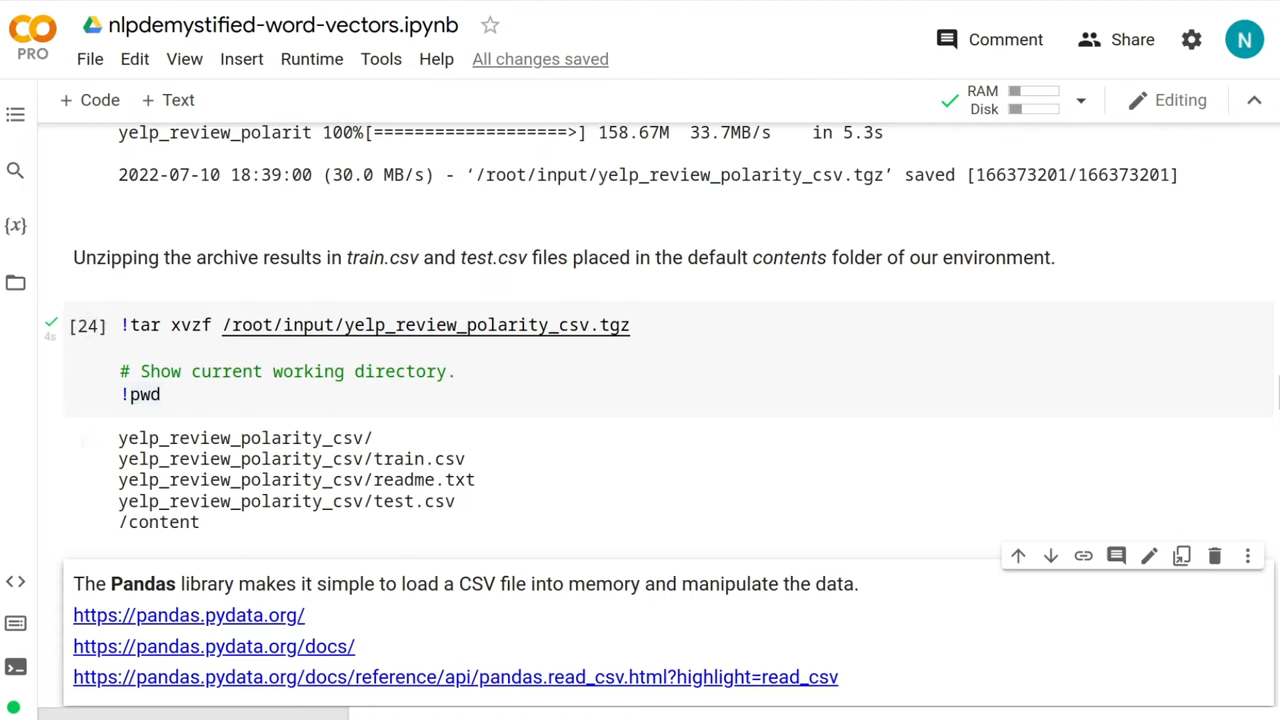 nlpdemystified-word-vectors.ipynb
PRO
File Edit View Insert Runtime Tools Help All changes saved
Comment Share N
+ Code + Text
RAM
Disk
Editing
yelp_review_polarit 100%[===================>] 158.67M 33.7MB/s in 5.3s
2022-07-10 18:39:00 (30.0 MB/s) - ‘/root/input/yelp_review_polarity_csv.tgz’ saved [166373201/166373201]
Unzipping the archive results in train.csv and test.csv files placed in the default contents folder of our environment.
[24] !tar xvzf /root/input/yelp_review_polarity_csv.tgz
4s
# Show current working directory.
!pwd
yelp_review_polarity_csv/
yelp_review_polarity_csv/train.csv
yelp_review_polarity_csv/readme.txt
yelp_review_polarity_csv/test.csv
/content
The Pandas library makes it simple to load a CSV file into memory and manipulate the data.
https://pandas.pydata.org/
https://pandas.pydata.org/docs/
https://pandas.pydata.org/docs/reference/api/pandas.read_csv.html?highlight=read_csv